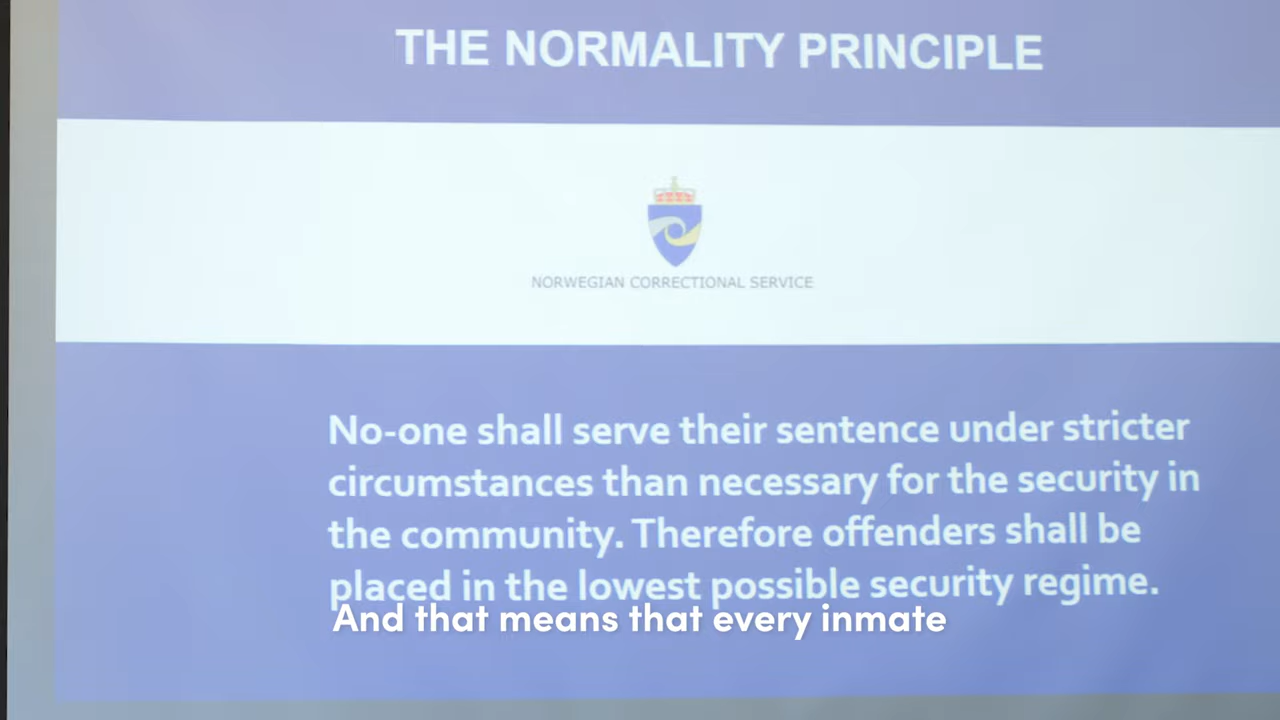 THE NORMALITY PRINCIPLE
NORWEGIAN CORRECTIONAL SERVICE
No-one shall serve their sentence under stricter
circumstances than necessary for the security in
the community. Therefore offenders shall be
placed in the lowest possible security regime.
And that means that every inmate